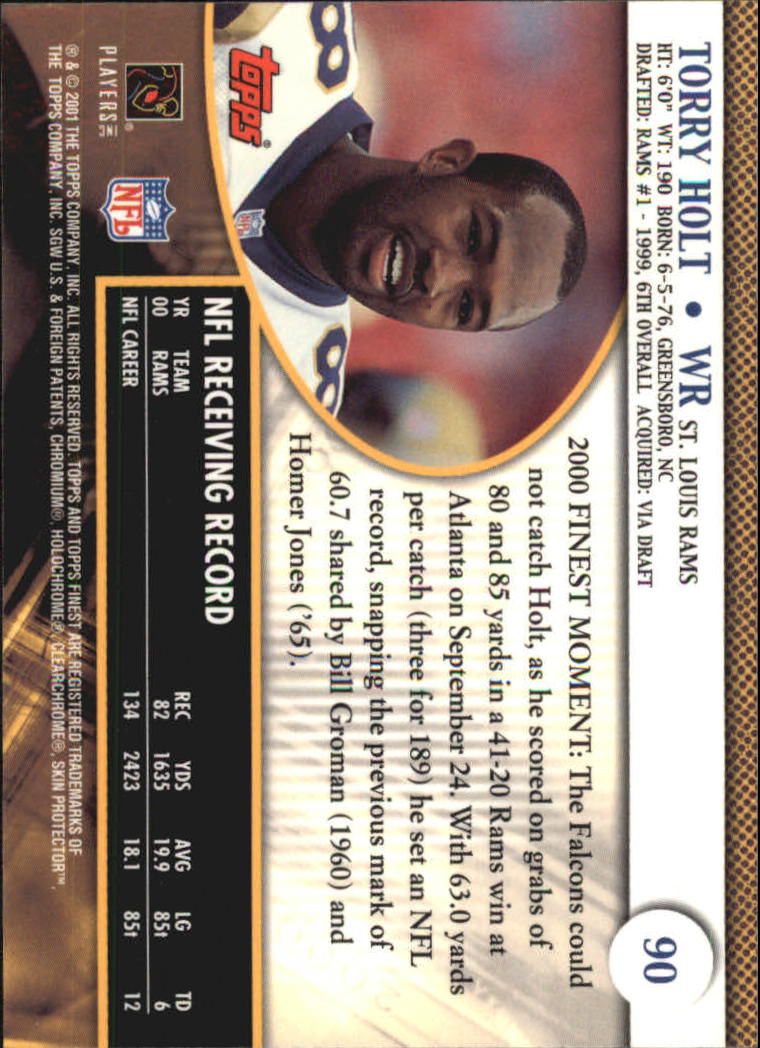 TORRY HOLT • WR ST. LOUIS RAMS
HT: 6'0" WT: 190 BORN: 6-5-76, GREENSBORO, NC
DRAFTED: RAMS #1 - 1999, 6TH OVERALL ACQUIRED: VIA DRAFT
90
2000 FINEST MOMENT: The Falcons could
not catch Holt, as he scored on grabs of
80 and 85 yards in a 41-20 Rams win at
Atlanta on September 24. With 63.0 yards
per catch (three for 189) he set an NFL
record, snapping the previous mark of
60.7 shared by Bill Groman (1960) and
Homer Jones ('65).
8
8
NFL
topps®
PLAYERS INC ®
NFL
NFL RECEIVING RECORD
YR TEAM REC YDS AVG LG TD
00 RAMS 82 1635 19.9 85† 6
NFL CAREER 134 2423 18.1 85† 12
® & © 2001 THE TOPPS COMPANY, INC. ALL RIGHTS RESERVED. TOPPS AND TOPPS FINEST ARE REGISTERED TRADEMARKS OF
THE TOPPS COMPANY, INC. SGW U.S. & FOREIGN PATENTS, CHROMIUM®, HOLOCHROME®, CLEARCHROME®, SKIN PROTECTOR™.